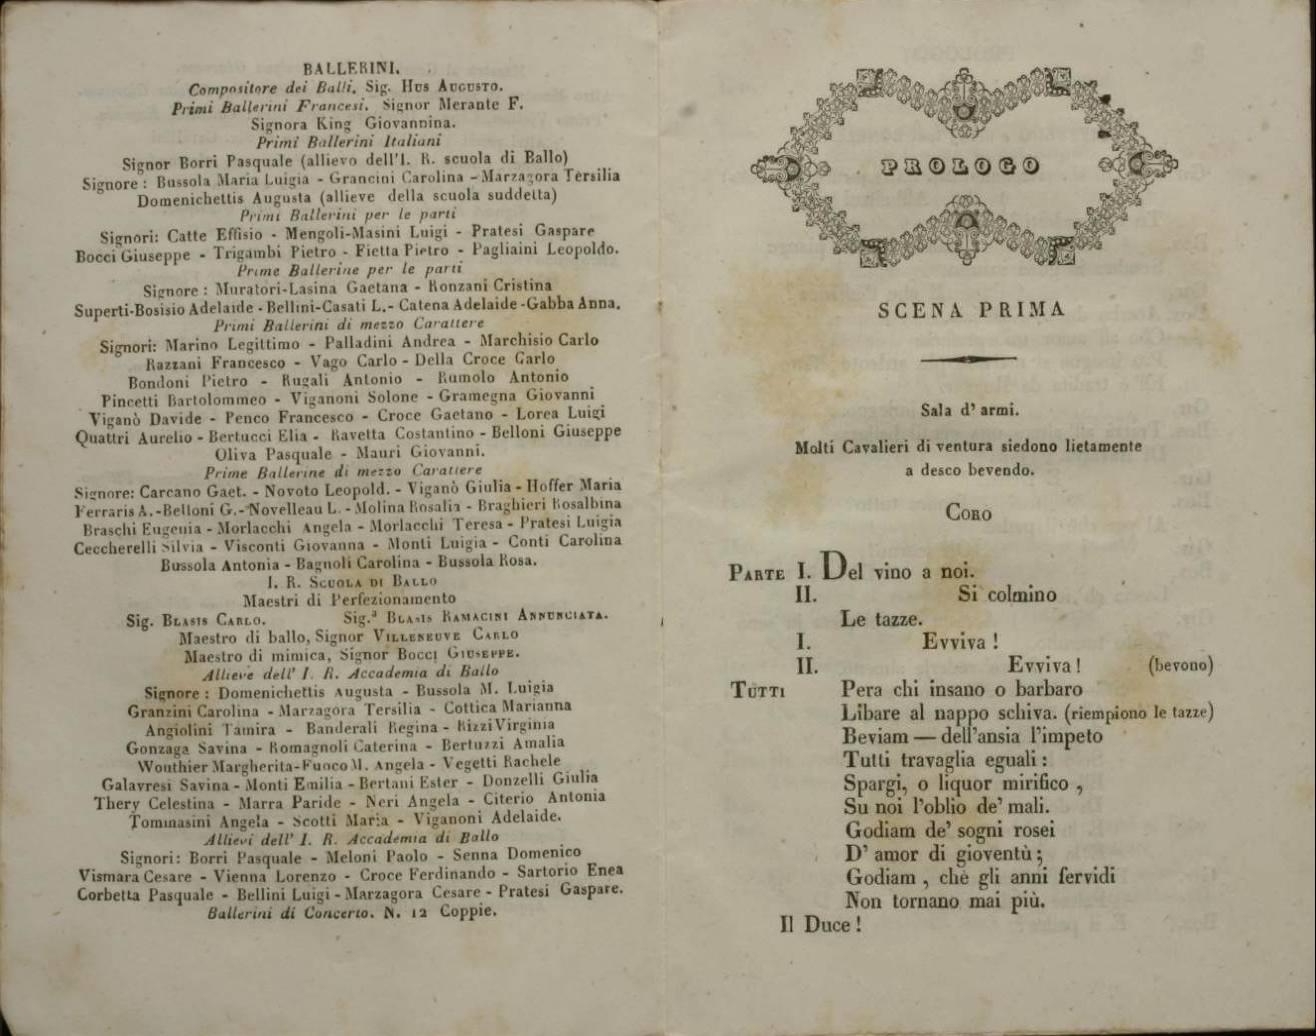 BALLERINI.
Compositore dei Balli. Sig. HUS AUGUSTO.
Primi Ballerini Francesi. Signor Merante F.
Signora King Giovannina.
Primi Ballerini Italiani
Signor Borri Pasquale (allievo dell'I. R. scuola di Ballo)
Signore : Bussola Maria Luigia - Grancini Carolina - Marzagora Tersilia
Domenichettis Augusta (allieve della scuola suddetta)
Primi Ballerini per le parti
Signori: Catte Effisio - Mengoli-Masini Luigi - Pratesi Gaspare
Bocci Giuseppe - Trigambi Pietro - Fietta Pietro - Pagliaini Leopoldo.
Prime Ballerine per le parti
Signore : Muratori-Lasina Gaetana - Ronzani Cristina
Superti-Bosisio Adelaide - Bellini-Casati L.- Catena Adelaide -Gabba Anna.
Primi Ballerini di mezzo Carattere
Signori: Marino Legittimo - Palladini Andrea - Marchisio Carlo
Razzani Francesco - Vago Carlo - Della Croce Carlo
Bondoni Pietro - Rugali Antonio - Rumolo Antonio
Pincetti Bartolommeo - Viganoni Solone - Gramegna Giovanni
Viganò Davide - Penco Francesco - Croce Gaetano - Lorea Luigi
Quattri Aurelio - Bertucci Elia - Ravetta Costantino - Belloni Giuseppe
Oliva Pasquale - Mauri Giovanni.
Prime Ballerine di mezzo Carattere
Signore: Carcano Gaet. - Novoto Leopold. - Viganò Giulia - Hoffer Maria
Ferraris A.-Belloni G.-Novelleau L. - Molina Rosalia - Braghieri Rosalbina
Braschi Eugenia - Morlacchi Angela - Morlacchi Teresa - Pratesi Luigia
Ceccherelli Silvia - Visconti Giovanna - Monti Luigia - Conti Carolina
Bussola Antonia - Bagnoli Carolina - Bussola Rosa.
I. R. SCUOLA DI BALLO
Maestri di Perfezionamento
Sig. BLASIS CARLO. Sig.ª BLASIS RAMACINI ANNUNCIATA.
Maestro di ballo, Signor VILLENEUVE CARLO
Maestro di mimica, Signor BOCCI GIUSEPPE.
Allieve dell' I. R. Accademia di Ballo
Signore : Domenichettis Augusta - Bussola M. Luigia
Granzini Carolina - Marzagora Tersilia - Cottica Marianna
Angiolini Tamira - Banderali Regina - Rizzi Virginia
Gonzaga Savina - Romagnoli Caterina - Bertuzzi Amalia
Wouthier Margherita-Fuoco M. Angela - Vegetti Rachele
Galavresi Savina - Monti Emilia - Bertani Ester - Donzelli Giulia
Thery Celestina - Marra Paride - Neri Angela - Citerio Antonia
Tommasini Angela - Scotti Maria - Viganoni Adelaide.
Allievi dell' I. R. Accademia di Ballo
Signori: Borri Pasquale - Meloni Paolo - Senna Domenico
Vismara Cesare - Vienna Lorenzo - Croce Ferdinando - Sartorio Enea
Corbetta Pasquale - Bellini Luigi - Marzagora Cesare - Pratesi Gaspare.
Ballerini di Concerto. N. 12 Coppie.
PROLOGO
SCENA PRIMA
Sala d' armi.
Molti Cavalieri di ventura siedono lietamente
a desco bevendo.
CORO
PARTE I. Del vino a noi.
II. Si colmino
Le tazze.
I. Evviva !
II. Evviva ! (bevono)
TUTTI Pera chi insano o barbaro
Libare al nappo schiva. (riempiono le tazze)
Beviam — dell'ansia l'impeto
Tutti travaglia eguali :
Spargi, o liquor mirifico ,
Su noi l'oblio de' mali.
Godiam de' sogni rosei
D' amor di gioventù ;
Godiam , chè gli anni fervidi
Non tornano mai più.
Il Duce !